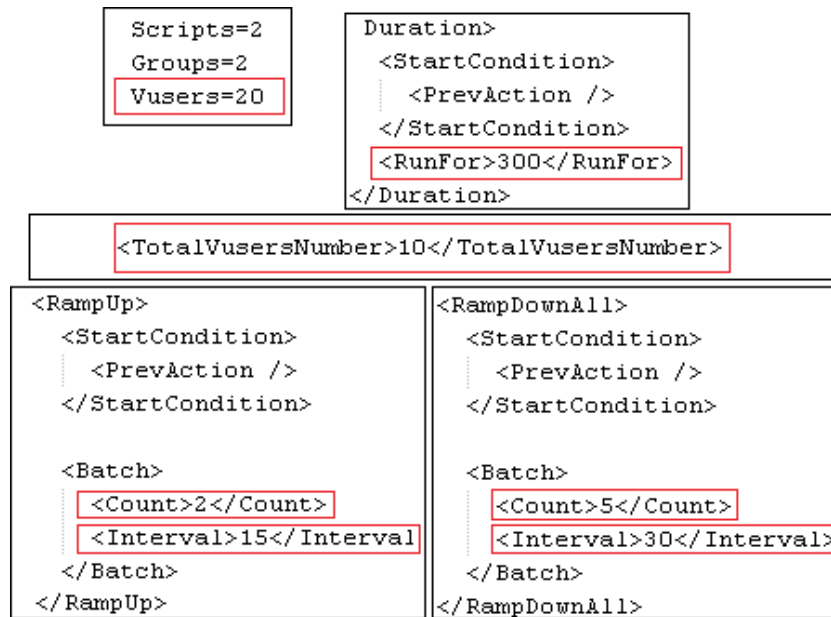 Scripts=2
Groups=2
Vusers=20
Duration>
<StartCondition>
<PrevAction />
</StartCondition>
<RunFor>300</RunFor>
</Duration>
<TotalVusersNumber>10</TotalVusersNumber>
<RampUp>
<StartCondition>
<PrevAction />
</StartCondition>
<Batch>
<Count>2</Count>
<Interval>15</Interval
</Batch>
</RampUp>
<RampDownAll>
<StartCondition>
<PrevAction />
</StartCondition>
<Batch>
<Count>5</Count>
<Interval>30</Interval>
</Batch>
</RampDownAll>